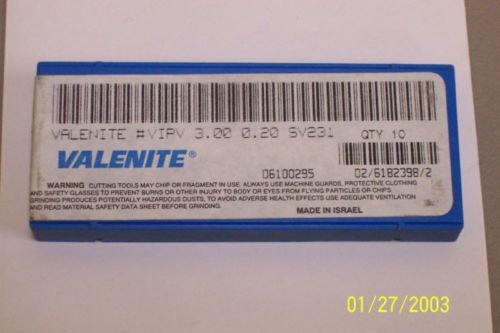 VALENITE #VIPV 3.00 0.20 SV231 QTY 10
VALENITE®
06100295 02/6182398/2
WARNING CUTTING TOOLS MAY CHIP OR FRAGMENT IN USE. ALWAYS USE MACHINE GUARDS, PROTECTIVE CLOTHING
AND SAFETY GLASSES TO PREVENT BURNS OR OTHER INJURY TO BODY OR EYES FROM FLYING PARTICLES OR CHIPS.
GRINDING PRODUCES POTENTIALLY HAZARDOUS DUSTS, TO AVOID ADVERSE HEALTH EFFECTS USE ADEQUATE VENTILATION
AND READ MATERIAL SAFETY DATA SHEET BEFORE GRINDING.
MADE IN ISRAEL
01/27/2003